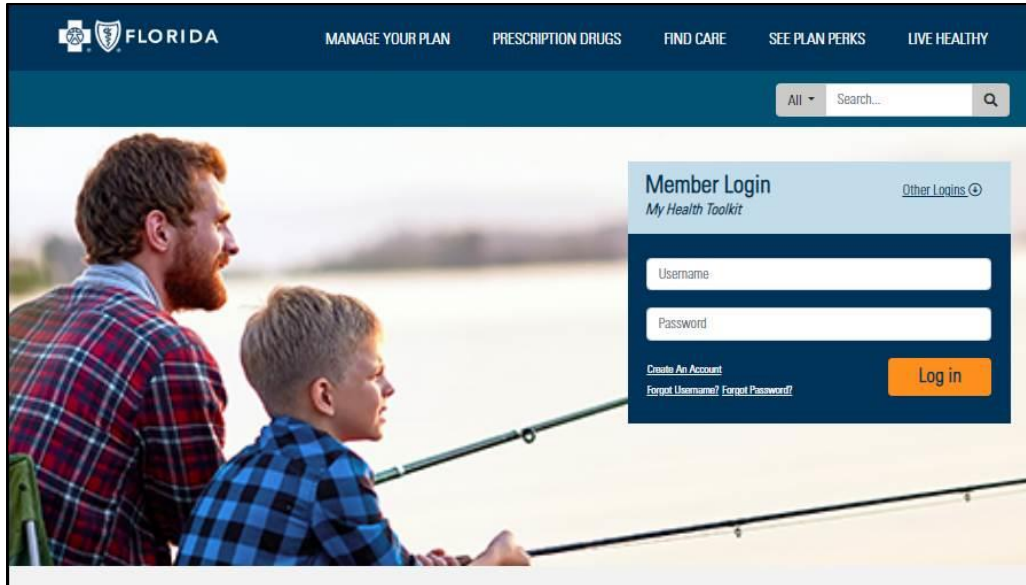 FLORIDA
MANAGE YOUR PLAN PRESCRIPTION DRUGS FIND CARE SEE PLAN PERKS LIVE HEALTHY
All Search...
Member Login
Other Logins
My Health Toolkit
Username
Password
Create An Account
Log in
Forgot Username? Forgot Password?